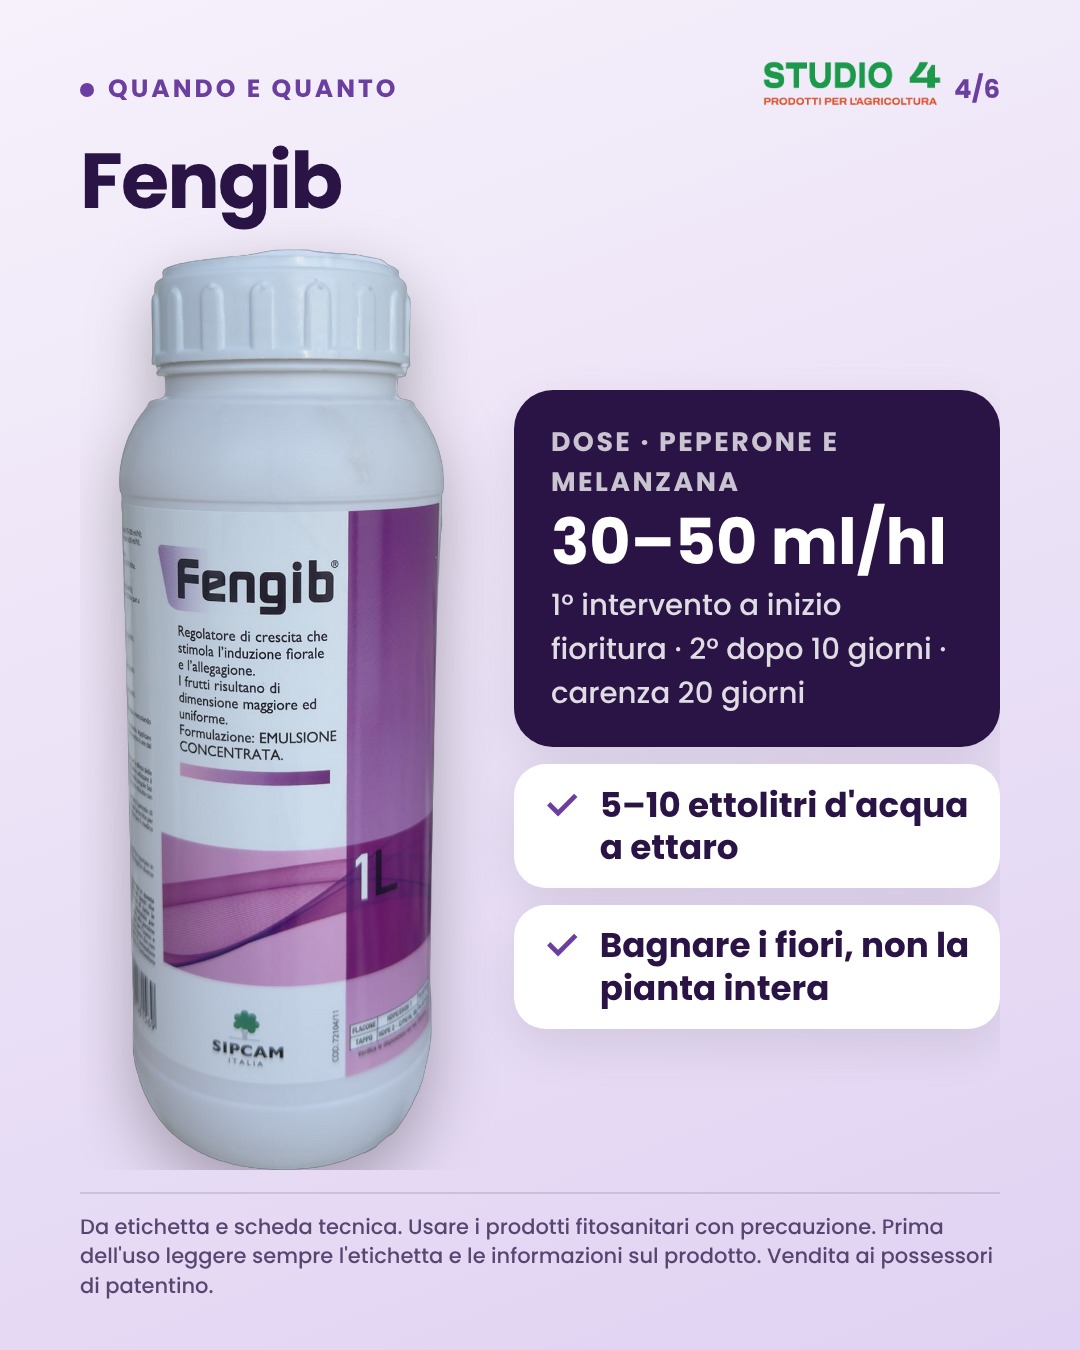 QUANDO E QUANTO
STUDIO 4
PRODOTTI PER L'AGRICOLTURA
4/6
Fengib
Fengib®
Regolatore di crescita che
stimola l'induzione fiorale
e l'allegagione.
I frutti risultano di
dimensione maggiore ed
uniforme.
Formulazione: EMULSIONE
CONCENTRATA.
1L
SIPCAM
ITALIA
FLACONE
TAPPO
DOSE · PEPERONE E
MELANZANA
30–50 ml/hl
1° intervento a inizio
fioritura · 2° dopo 10 giorni ·
carenza 20 giorni
5–10 ettolitri d'acqua
a ettaro
Bagnare i fiori, non la
pianta intera
Da etichetta e scheda tecnica. Usare i prodotti fitosanitari con precauzione. Prima
dell'uso leggere sempre l'etichetta e le informazioni sul prodotto. Vendita ai possessori
di patentino.